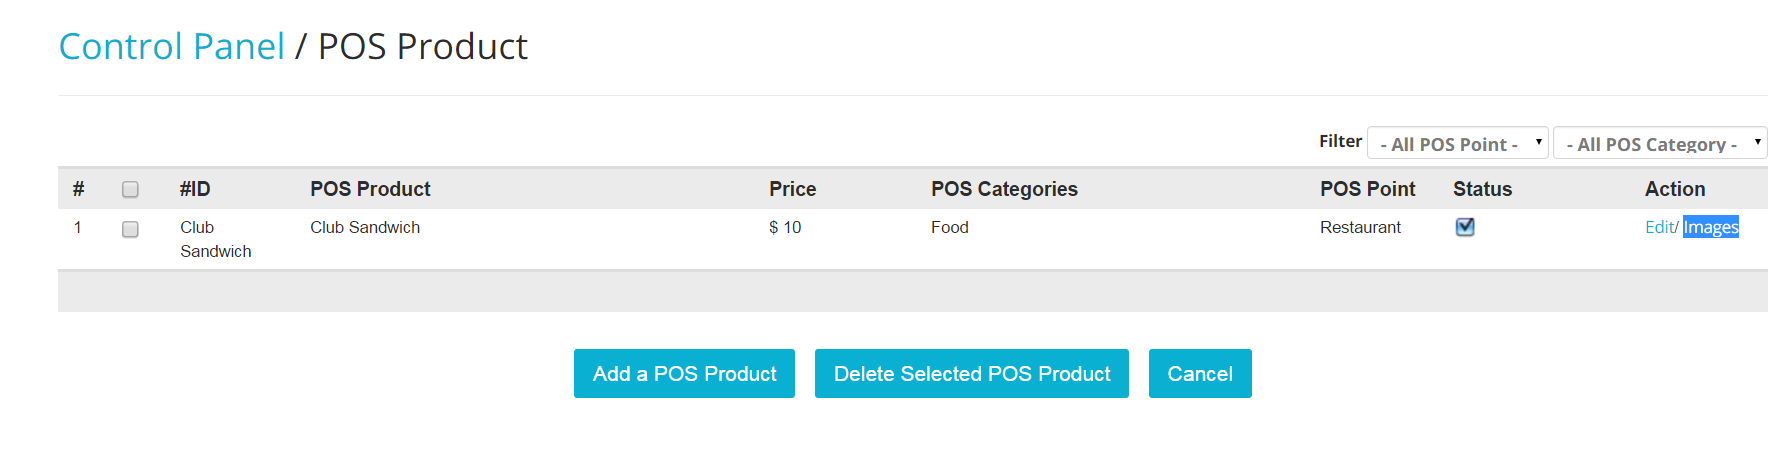 Control Panel / POS Product
Filter - All POS Point - - All POS Category -
# #ID POS Product Price POS Categories POS Point Status Action
1 Club Sandwich Club Sandwich $ 10 Food Restaurant Edit/ Images
Add a POS Product Delete Selected POS Product Cancel